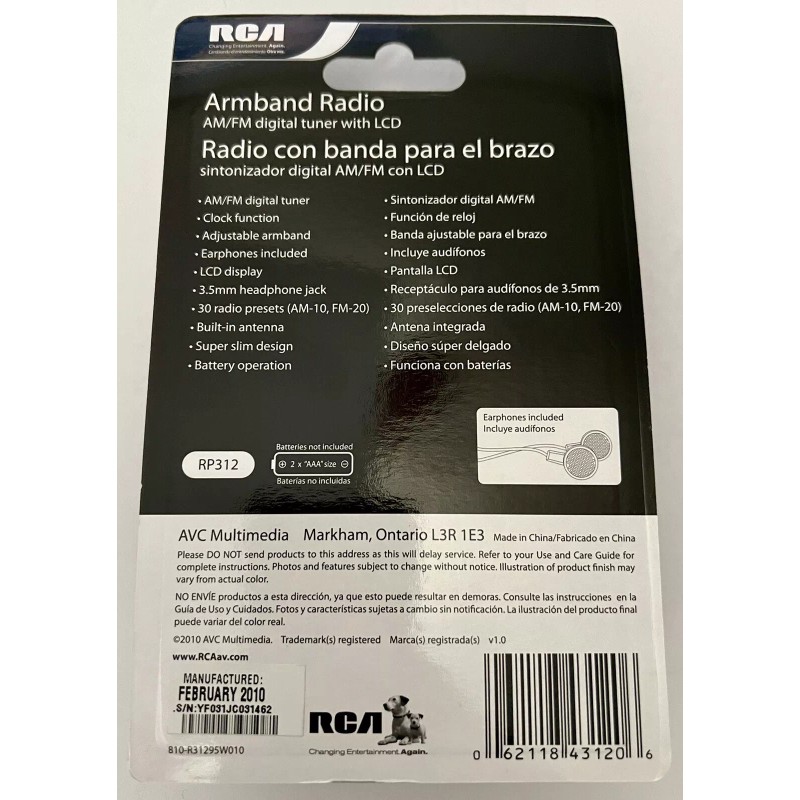 RCA
Changing Entertainment. Again.
Armband Radio
AM/FM digital tuner with LCD
Radio con banda para el brazo
sintonizador digital AM/FM con LCD
• AM/FM digital tuner
• Clock function
• Adjustable armband
• Earphones included
• LCD display
• 3.5mm headphone jack
• 30 radio presets (AM-10, FM-20)
• Built-in antenna
• Super slim design
• Battery operation
• Sintonizador digital AM/FM
• Función de reloj
• Banda ajustable para el brazo
• Incluye audífonos
• Pantalla LCD
• Receptáculo para audífonos de 3.5mm
• 30 preselecciones de radio (AM-10, FM-20)
• Antena integrada
• Diseño súper delgado
• Funciona con baterías
Earphones included
Incluye audífonos
RP312
Batteries not included
2 x "AAA" size
Baterías no incluidas
AVC Multimedia Markham, Ontario L3R 1E3 Made in China/Fabricado en China
Please DO NOT send products to this address as this will delay service. Refer to your Use and Care Guide for
complete instructions. Photos and features subject to change without notice. Illustration of product finish may
vary from actual color.
NO ENVÍE productos a esta dirección, ya que esto puede resultar en demoras. Consulte las instrucciones en la
Guía de Uso y Cuidados. Fotos y características sujetas a cambio sin notificación. La ilustración del producto final
puede variar del color real.
©2010 AVC Multimedia. Trademark(s) registered Marca(s) registrada(s) v1.0
www.RCAav.com
MANUFACTURED:
FEBRUARY 2010
S/N:YF031JC031462
810-R31295W010
RCA
Changing Entertainment. Again.
0 62118 43120 6